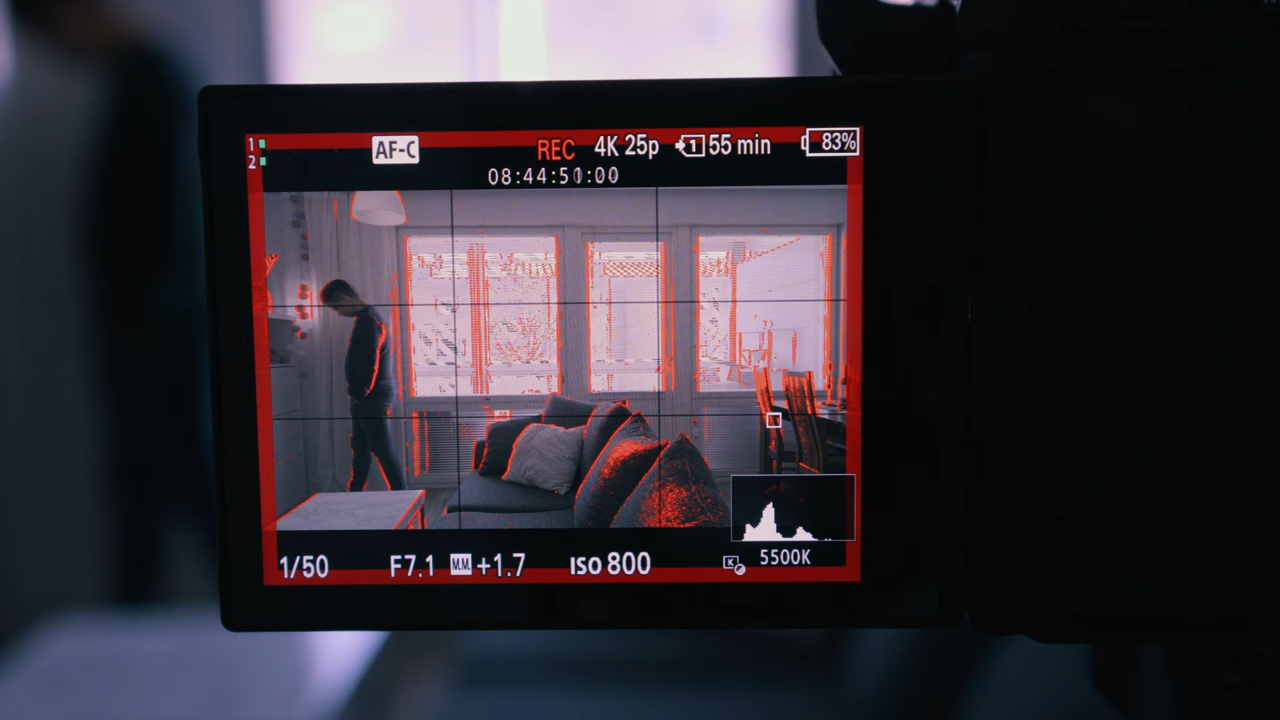 1 AF-C REC 4K 25p 1 55 min 83%
2
08:44:50:00
1/50 F7.1 M.M. +1.7 ISO 800 K 5500K